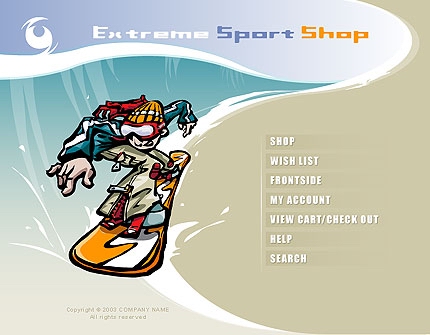 Extreme Sport Shop
SHOP
WISH LIST
FRONTSIDE
MY ACCOUNT
VIEW CART/CHECK OUT
HELP
SEARCH
Copyright © 2003 COMPANY NAME
All rights reserved